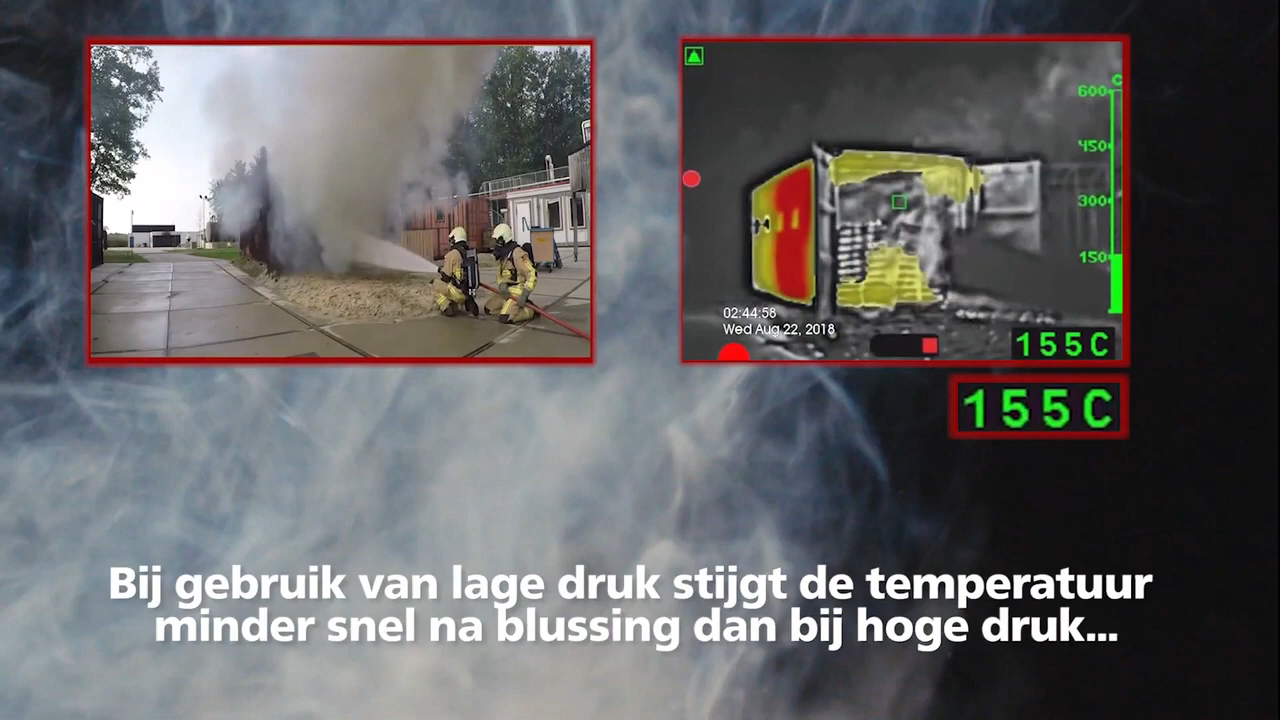 C
600
450
300
150
02:44:58
Wed Aug 22, 2018
155C
155C
Bij gebruik van lage druk stijgt de temperatuur
minder snel na blussing dan bij hoge druk...